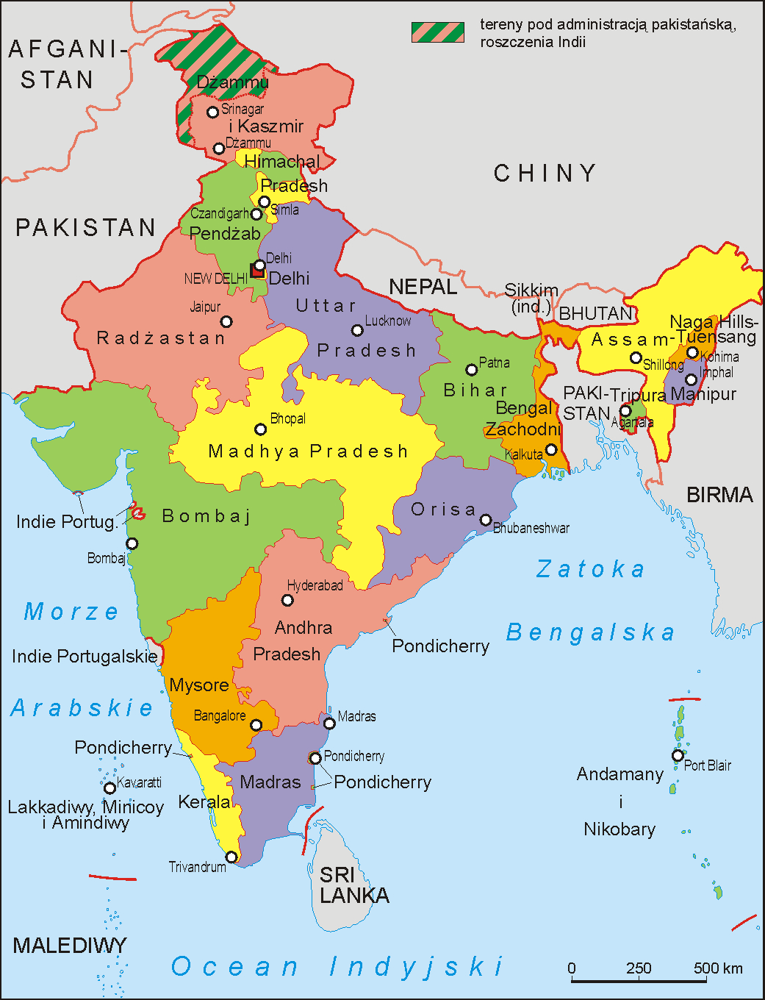 tereny pod administracją pakistańską,
roszczenia Indii
AFGANI-
STAN
Dżammu
Srinagar
i Kaszmir
Dżammu
Himachal
Pradesh
CHINY
Simla
Czandigarh
PAKISTAN
Pendżab
Delhi
NEW DELHI
Delhi
NEPAL
Sikkim
(ind.)
BHUTAN
Jaipur
Uttar
Lucknow
Radżastan
Pradesh
Naga Hills-
Assam
-Tuensang
Shillong
Kohima
Imphal
Patna
Bihar
PAKI-
STAN
Tripura
Manipur
Agartala
Bengal
Zachodni
Bhopal
Madhya Pradesh
Kalkuta
BIRMA
Orisa
Bombaj
Indie Portug.
Bhubaneshwar
Bombaj
Zatoka
Hyderabad
Morze
Andhra
Bengalska
Pondicherry
Indie Portugalskie
Pradesh
Mysore
Arabskie
Bangalore
Madras
Pondicherry
Pondicherry
Port Blair
Kavaratti
Madras
Pondicherry
Andamany
i
Nikobary
Kerala
Lakkadiwy, Minicoy
i Amindiwy
Trivandrum
SRI
LANKA
MALEDIWY
Ocean Indyjski
0 250 500 km